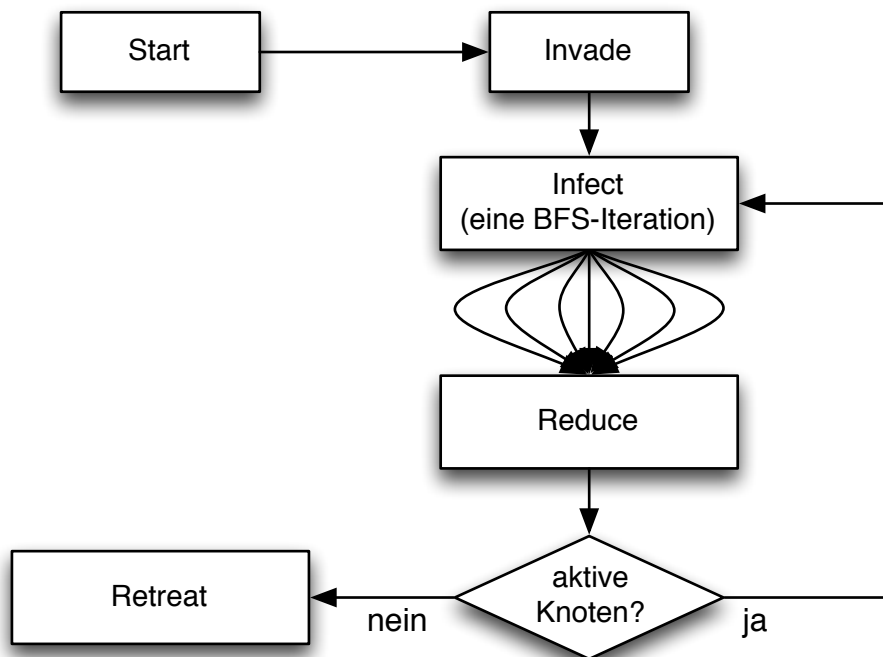 Start
Invade
Infect
(eine BFS-Iteration)
Reduce
aktive
Knoten?
Retreat
nein
ja